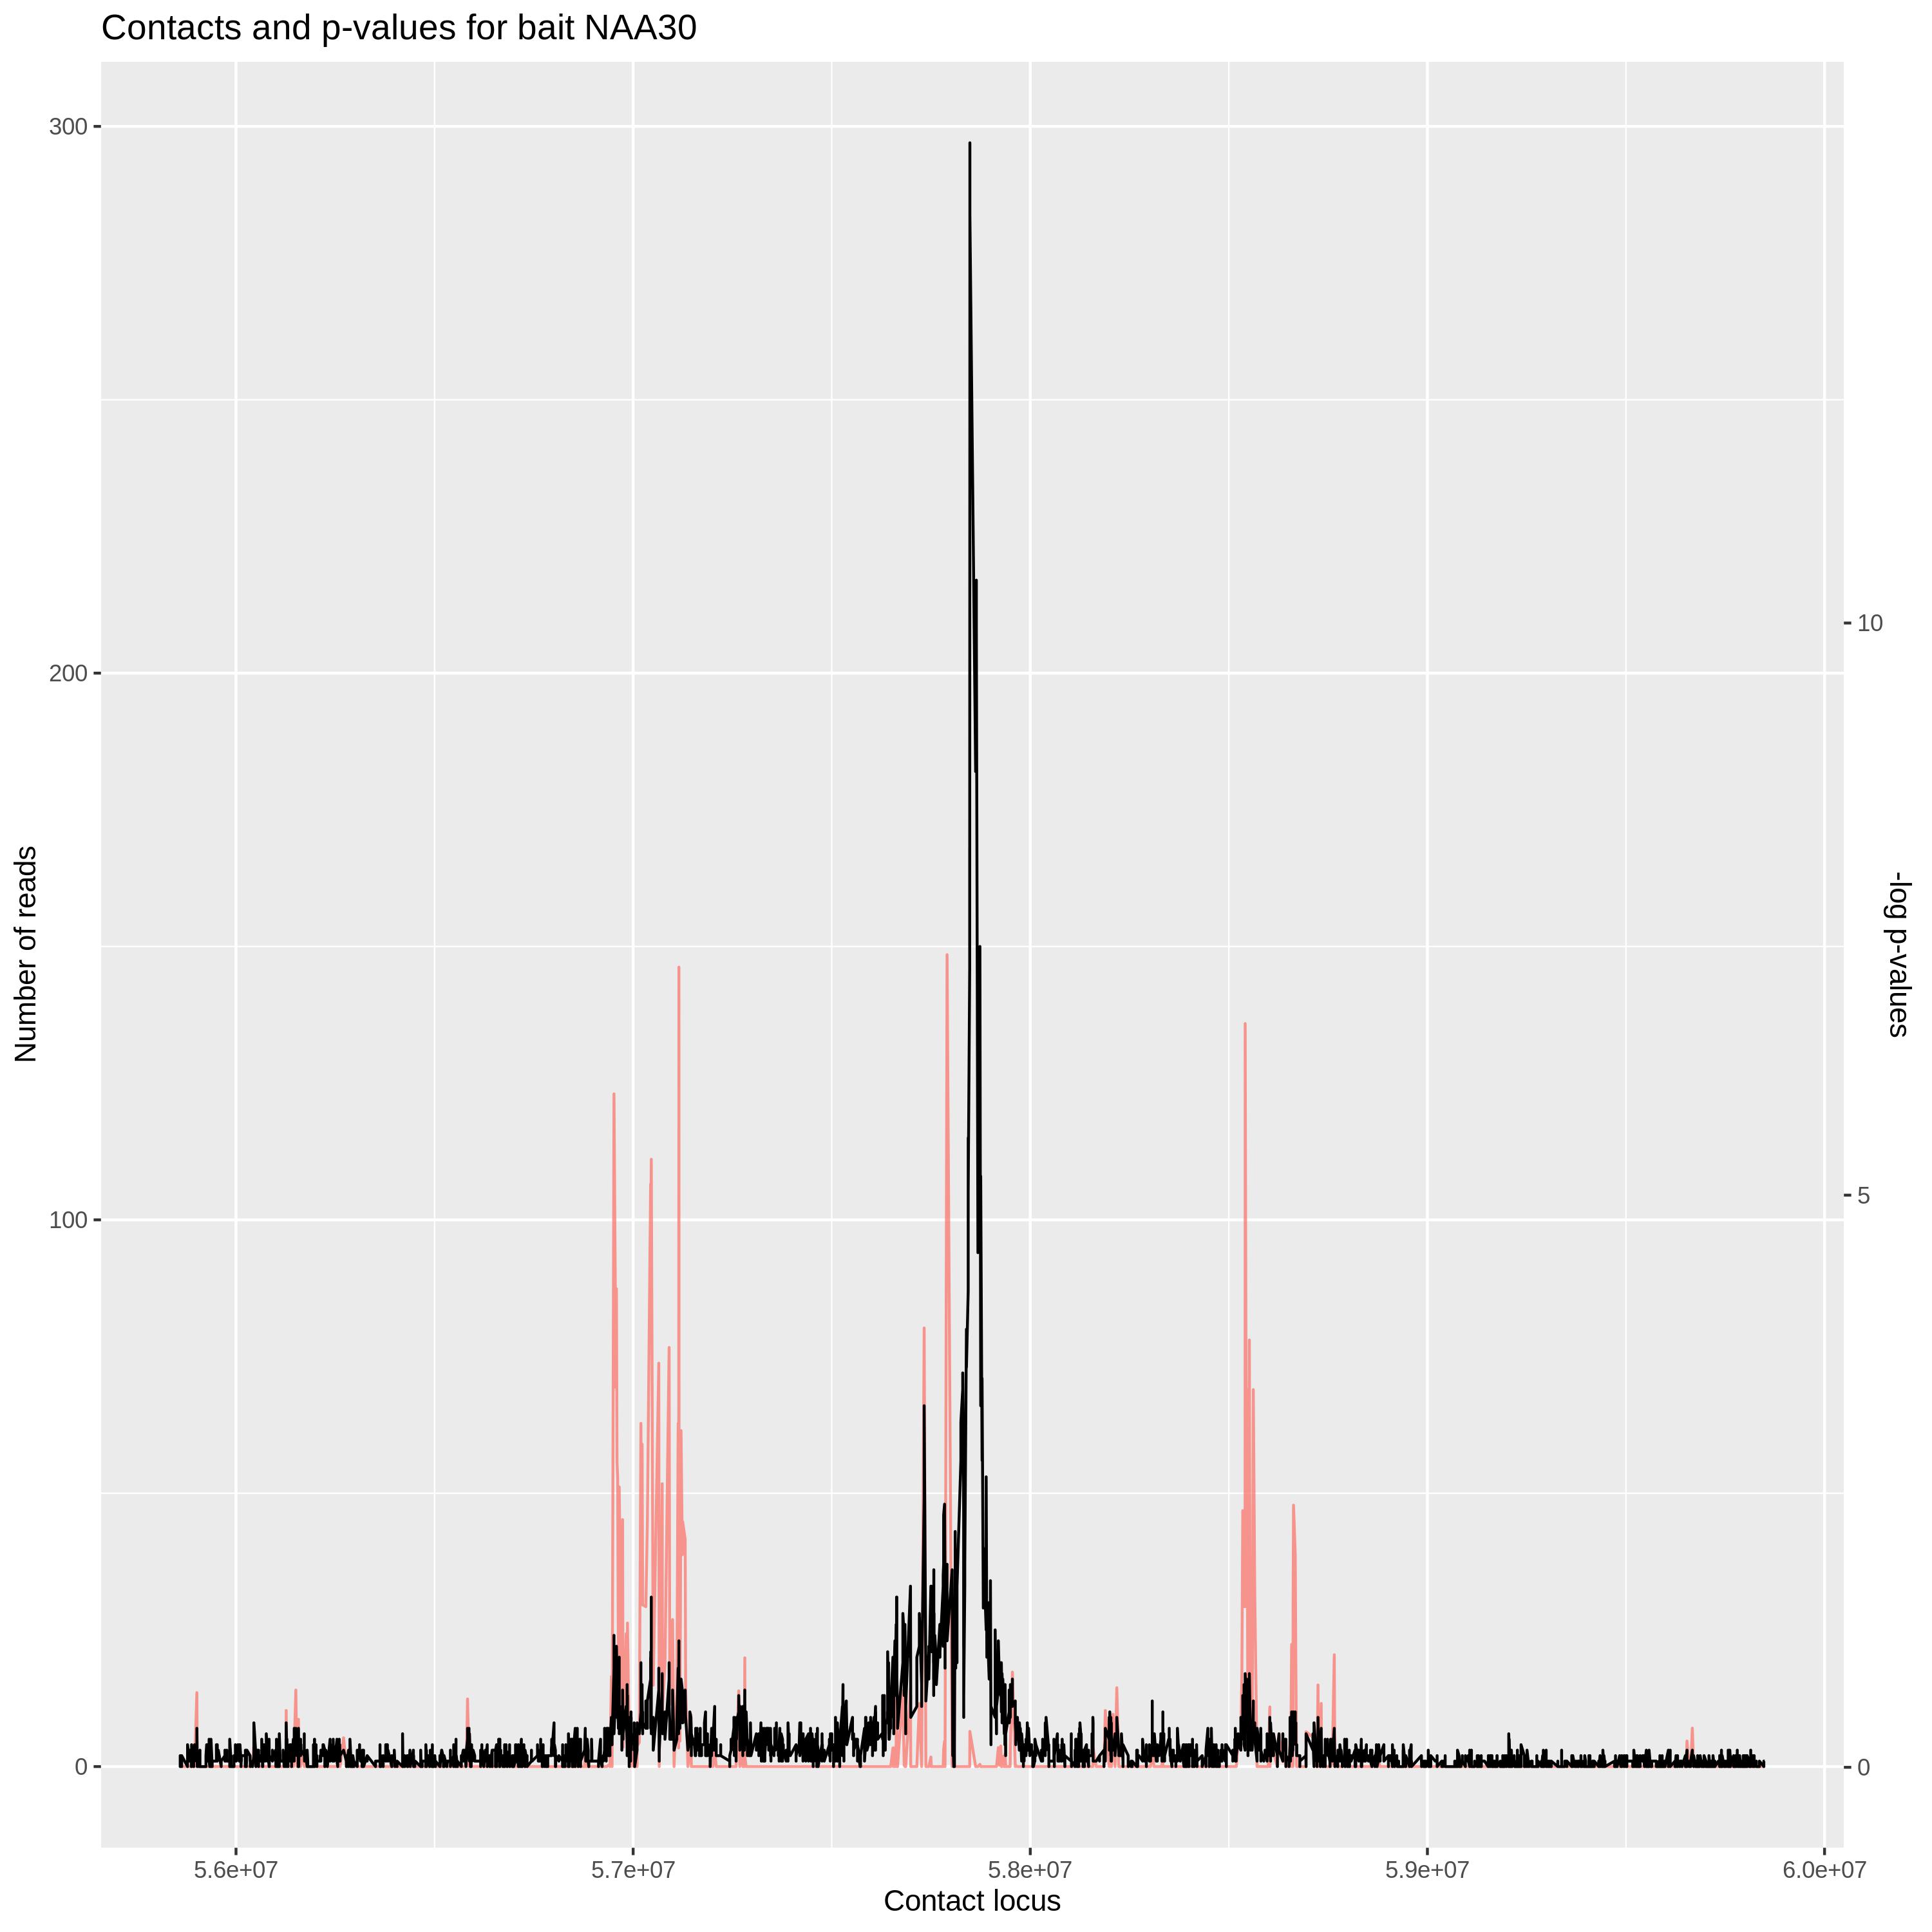 Contacts and p-values for bait NAA30
300
200
100
0
Number of reads
10
5
0
-log p-values
5.6e+07
5.7e+07
5.8e+07
5.9e+07
6.0e+07
Contact locus